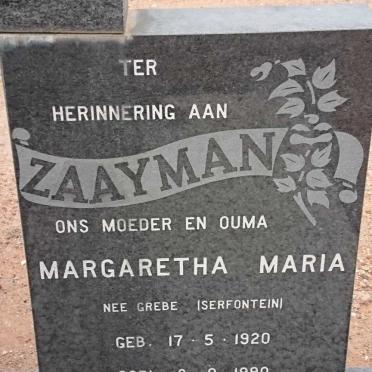 TER
HERINNERING AAN
ZAAYMAN
ONS MOEDER EN OUMA
MARGARETHA MARIA
NEE GREBE (SERFONTEIN)
GEB. 17 · 5 · 1920